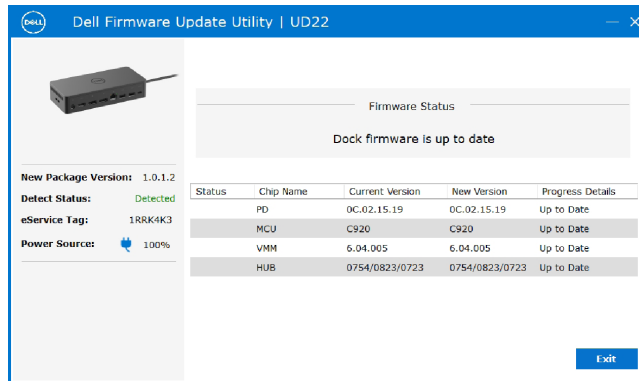 DELL
Dell Firmware Update Utility | UD22
Firmware Status
Dock firmware is up to date
New Package Version: 1.0.1.2
Detect Status: Detected
eService Tag: 1RRK4K3
Power Source: 100%
Status Chip Name Current Version New Version Progress Details
PD 0C.02.15.19 0C.02.15.19 Up to Date
MCU C920 C920 Up to Date
VMM 6.04.005 6.04.005 Up to Date
HUB 0754/0823/0723 0754/0823/0723 Up to Date
Exit